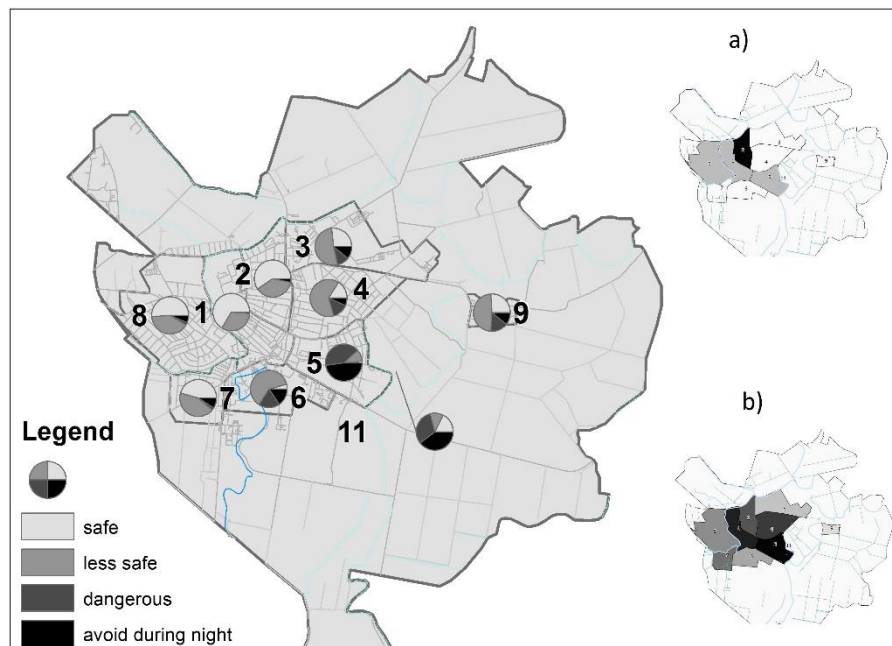 a)
3
2
4
8
1
9
5
7
6
11
b)
Legend
safe
less safe
dangerous
avoid during night